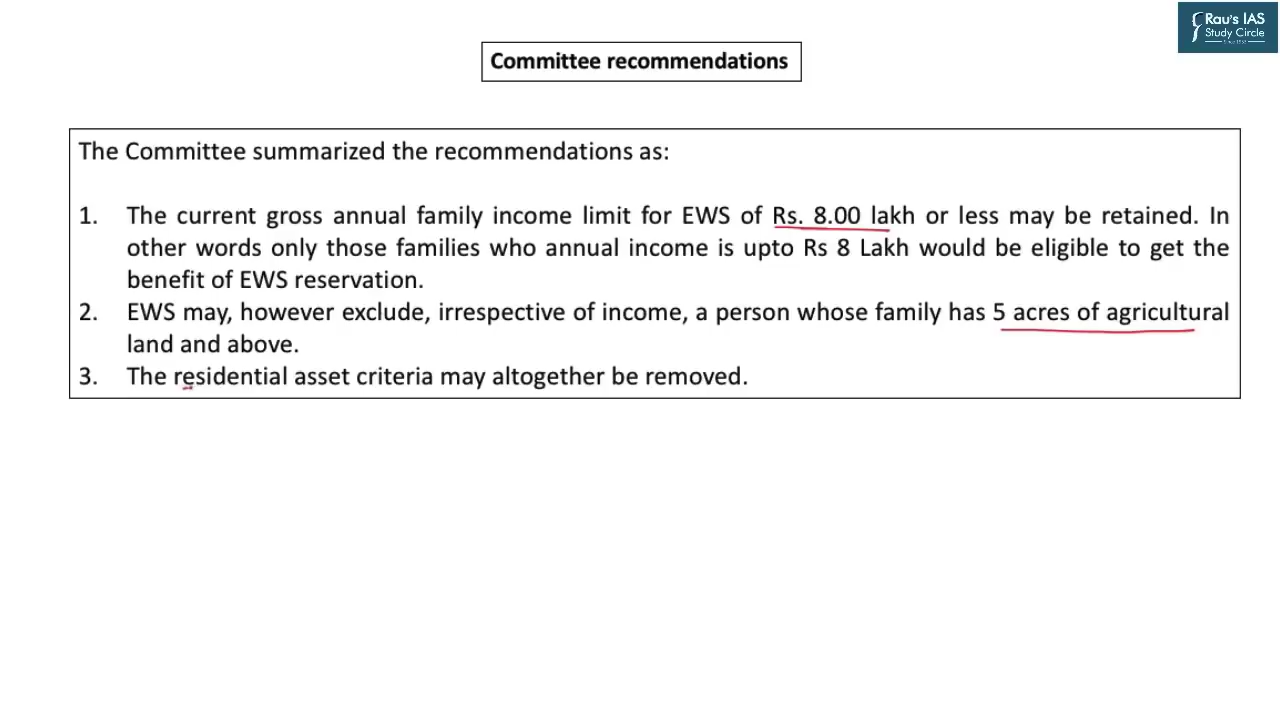 Rau's IAS
Study Circle
Committee recommendations
The Committee summarized the recommendations as:
1. The current gross annual family income limit for EWS of Rs. 8.00 lakh or less may be retained. In
other words only those families who annual income is upto Rs 8 Lakh would be eligible to get the
benefit of EWS reservation.
2. EWS may, however exclude, irrespective of income, a person whose family has 5 acres of agricultural
land and above.
3. The residential asset criteria may altogether be removed.